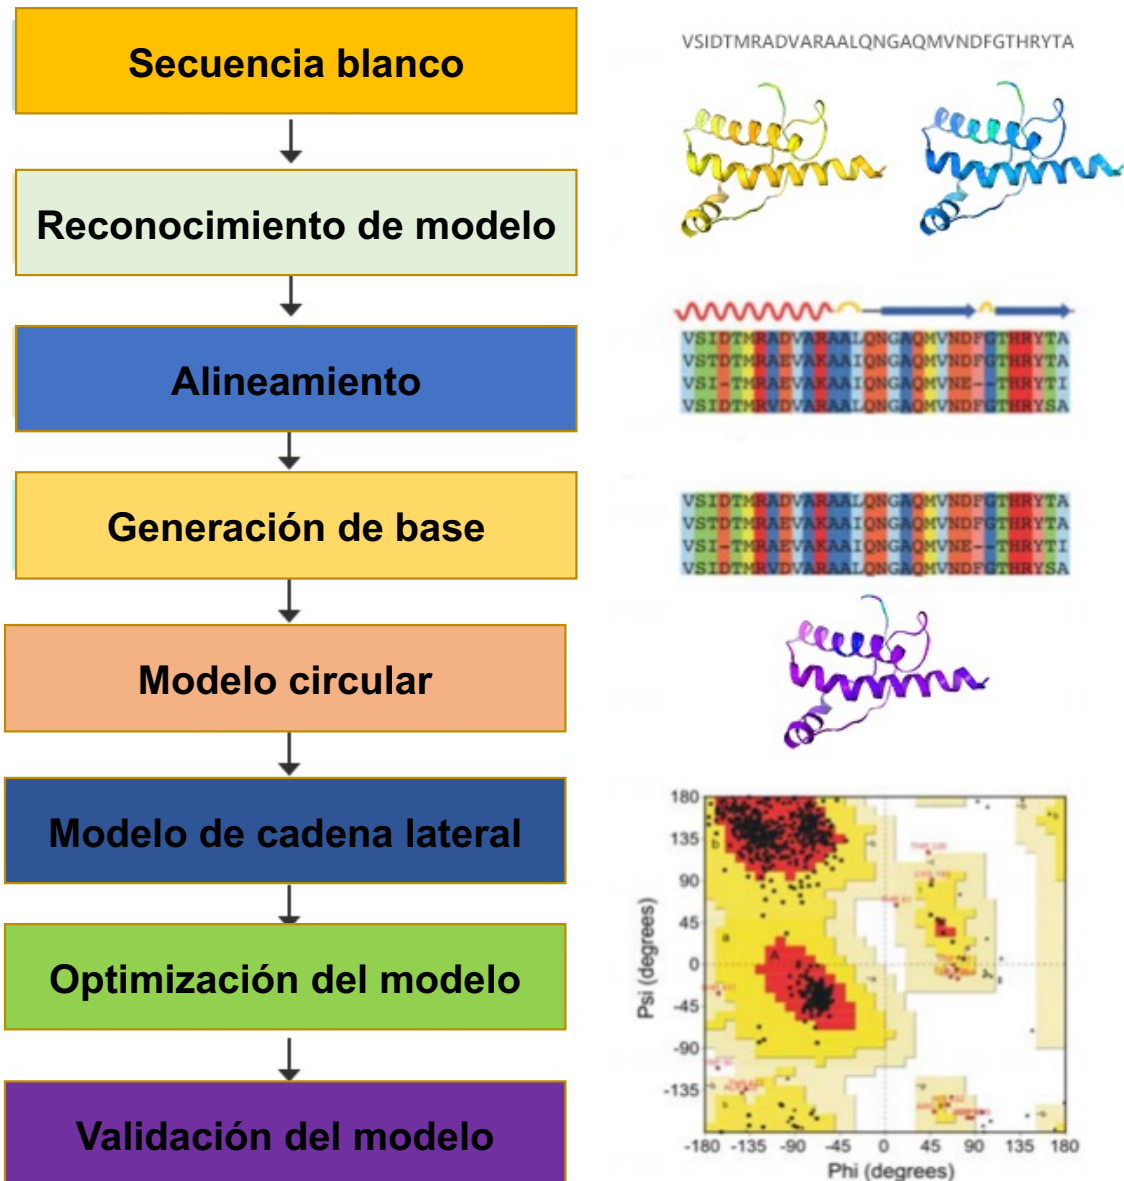 Secuencia blanco
VSIDTMRADVARAALQNGAQMVNDFGTHRYTA
Reconocimiento de modelo
Alineamiento
VSIDTMRADVARAALQNGAQMVNDFGTHRYTA
VSTDTMRAEVAKAAIQNGAQMVNDFGTHRYTA
VSI-TMRAEVAKAAIQNGAQMVNE--THRYTI
VSIDTMRVDVARAALQNGAQMVNDFGTHRYSA
Generación de base
VSIDTMRADVARAALQNGAQMVNDFGTHRYTA
VSTDTMRAEVAKAAIQNGAQMVNDFGTHRYTA
VSI-TMRAEVAKAAIQNGAQMVNE--THRYTI
VSIDTMRVDVARAALQNGAQMVNDFGTHRYSA
Modelo circular
Modelo de cadena lateral
Optimización del modelo
Validación del modelo
180
135
90
45
0
-45
-90
-135
Psi (degrees)
b
a
A
-180 -135 -90 -45 0 45 90 135 180
Phi (degrees)